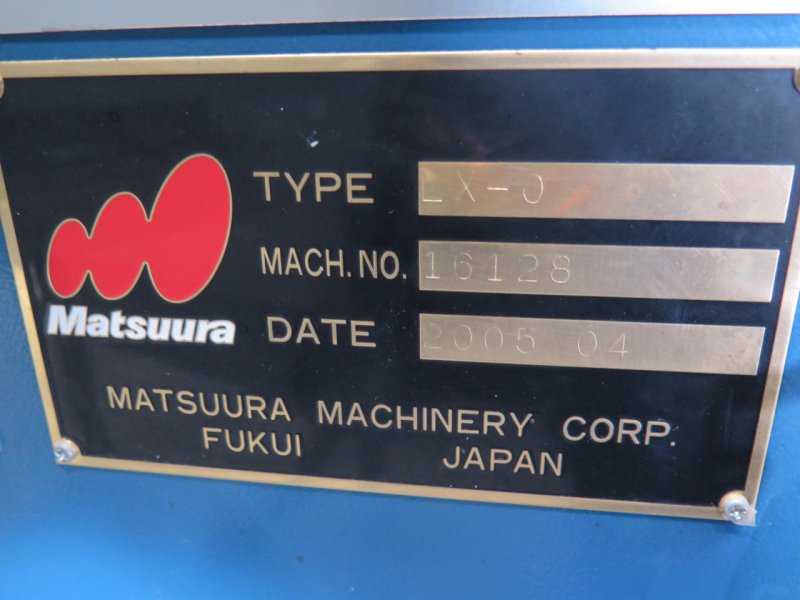 TYPE LX-0
MACH. NO. 16128
Matsuura
DATE 2005 04
MATSUURA MACHINERY CORP.
FUKUI JAPAN